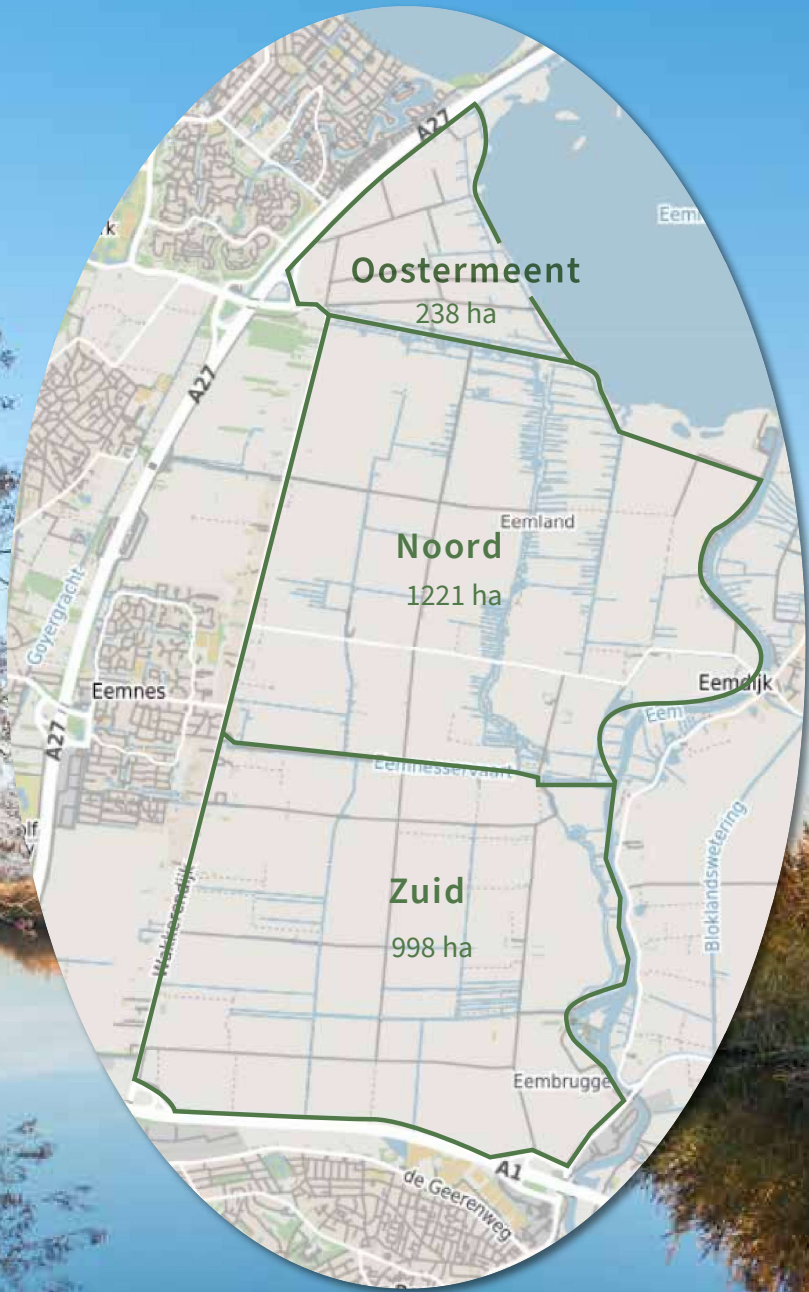 A27
Oostermeent
238 ha
A27
Noord
Eemland
1221 ha
Goyergracht
Eemnes
Eemdijk
Eem
A27
Eemnesservaart
Zuid
998 ha
Wakkerendijk
Bloklandswetering
Eembrugge
A1
de Geerenweg